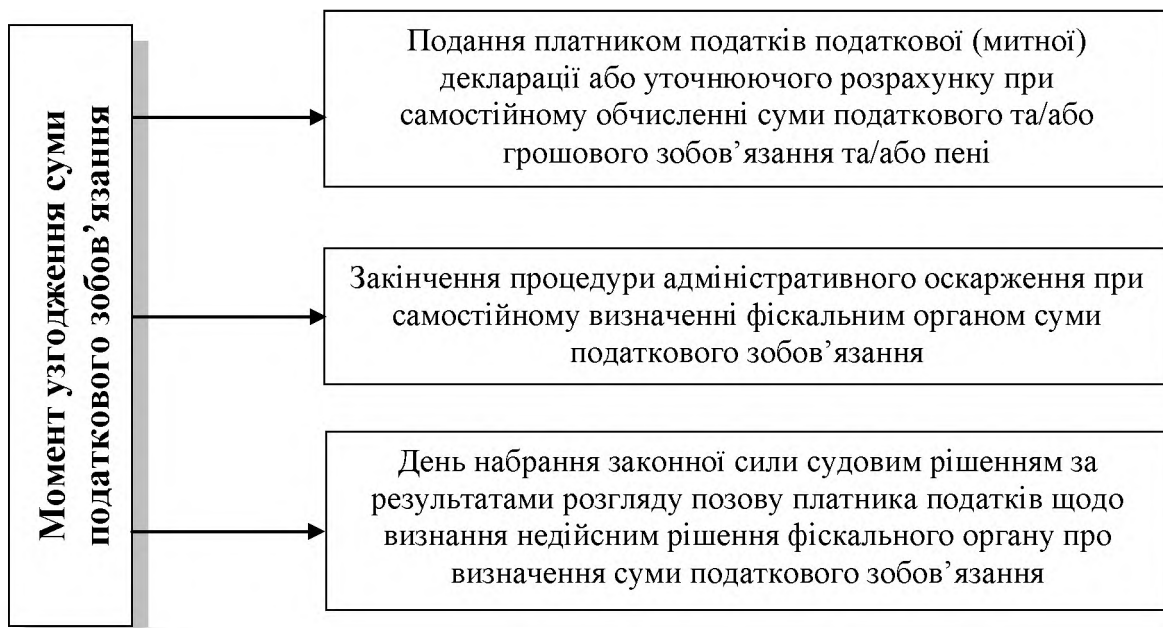 Момент узгодження суми
податкового зобов’язання
Подання платником податків податкової (митної)
декларації або уточнюючого розрахунку при
самостійному обчисленні суми податкового та/або
грошового зобов’язання та/або пені
Закінчення процедури адміністративного оскарження при
самостійному визначенні фіскальним органом суми
податкового зобов’язання
День набрання законної сили судовим рішенням за
результатами розгляду позову платника податків щодо
визнання недійсним рішення фіскального органу про
визначення суми податкового зобов’язання